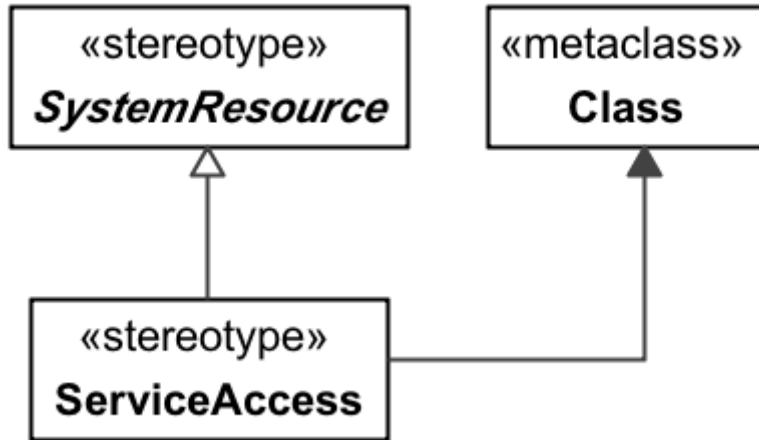 «stereotype»
SystemResource
«metaclass»
Class
«stereotype»
ServiceAccess